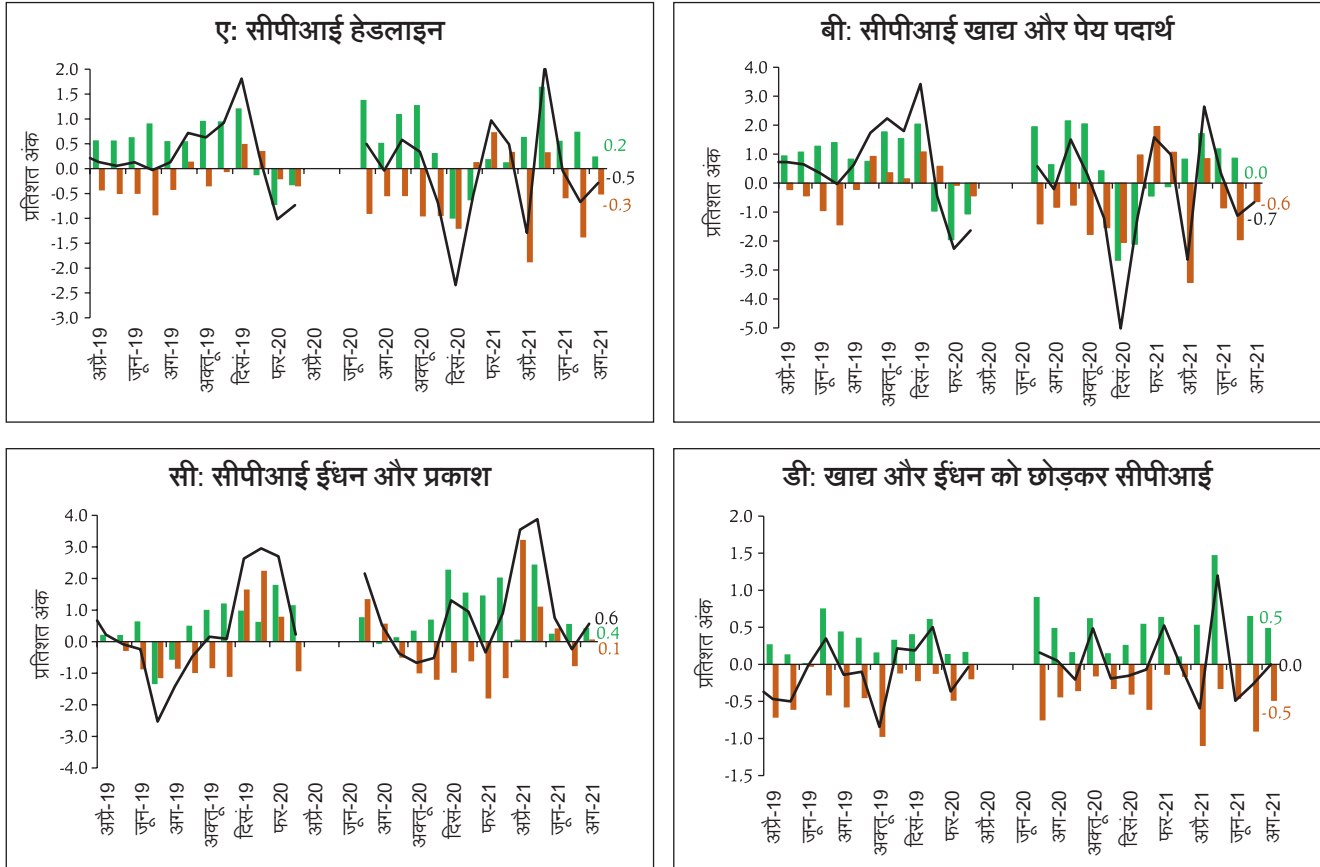 ए: सीपीआई हेडलाइन
प्रतिशत अंक
2.0
1.5
1.0
0.5
0.0
-0.5
-1.0
-1.5
-2.0
-2.5
-3.0
0.2
-0.5
-0.3
अप्रै-19
जून-19
अग-19
अक्तू-19
दिसं-19
फर-20
अप्रै-20
जून-20
अग-20
अक्तू-20
दिसं-20
फर-21
अप्रै-21
जून-21
अग-21
बी: सीपीआई खाद्य और पेय पदार्थ
प्रतिशत अंक
4.0
3.0
2.0
1.0
0.0
-1.0
-2.0
-3.0
-4.0
-5.0
0.0
-0.6
-0.7
अप्रै-19
जून-19
अग-19
अक्तू-19
दिसं-19
फर-20
अप्रै-20
जून-20
अग-20
अक्तू-20
दिसं-20
फर-21
अप्रै-21
जून-21
अग-21
सी: सीपीआई ईंधन और प्रकाश
प्रतिशत अंक
4.0
3.0
2.0
1.0
0.0
-1.0
-2.0
-3.0
-4.0
0.6
0.4
0.1
अप्रै-19
जून-19
अग-19
अक्तू-19
दिसं-19
फर-20
अप्रै-20
जून-20
अग-20
अक्तू-20
दिसं-20
फर-21
अप्रै-21
जून-21
अग-21
डी: खाद्य और ईंधन को छोड़कर सीपीआई
प्रतिशत अंक
2.0
1.5
1.0
0.5
0.0
-0.5
-1.0
-1.5
0.5
0.0
-0.5
अप्रै-19
जून-19
अग-19
अक्तू-19
दिसं-19
फर-20
अप्रै-20
जून-20
अग-20
अक्तू-20
दिसं-20
फर-21
अप्रै-21
जून-21
अग-21